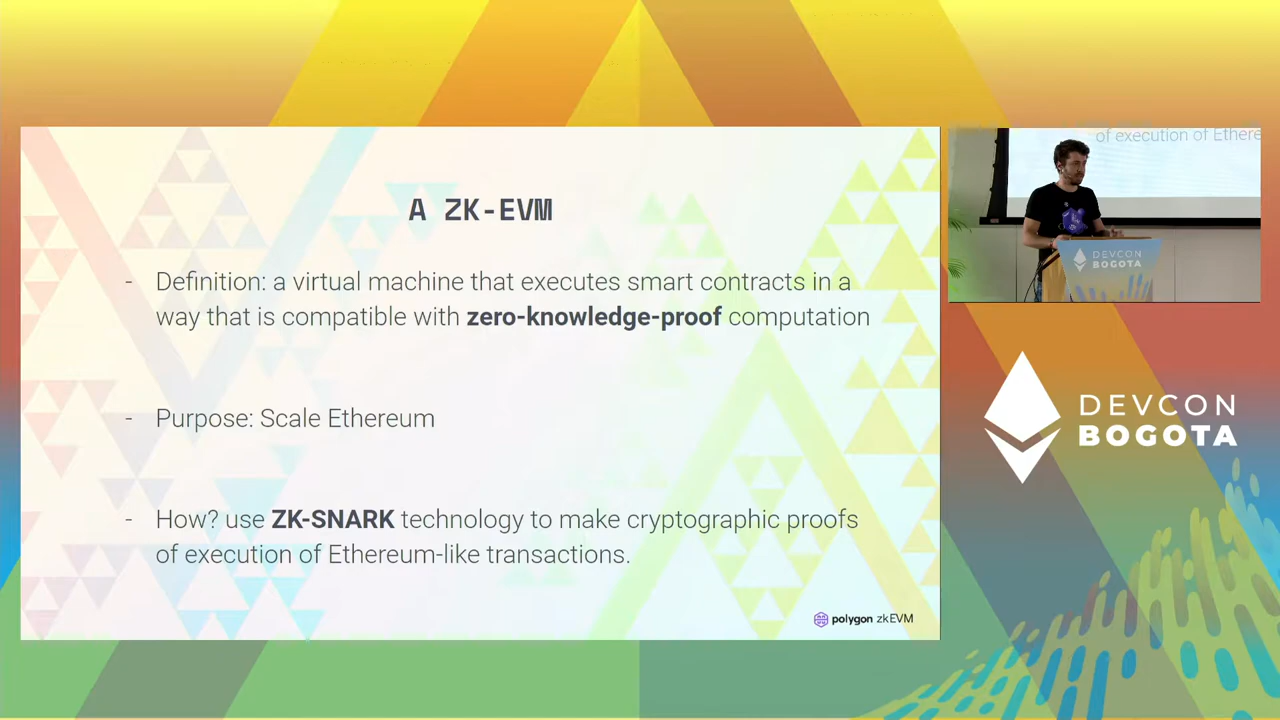 A ZK-EVM
- Definition: a virtual machine that executes smart contracts in a
way that is compatible with zero-knowledge-proof computation
- Purpose: Scale Ethereum
- How? use ZK-SNARK technology to make cryptographic proofs
of execution of Ethereum-like transactions.
polygon zkEVM
of execution of Ethere
DEVCON
BOGOTA
DEVCON
BOGOTA